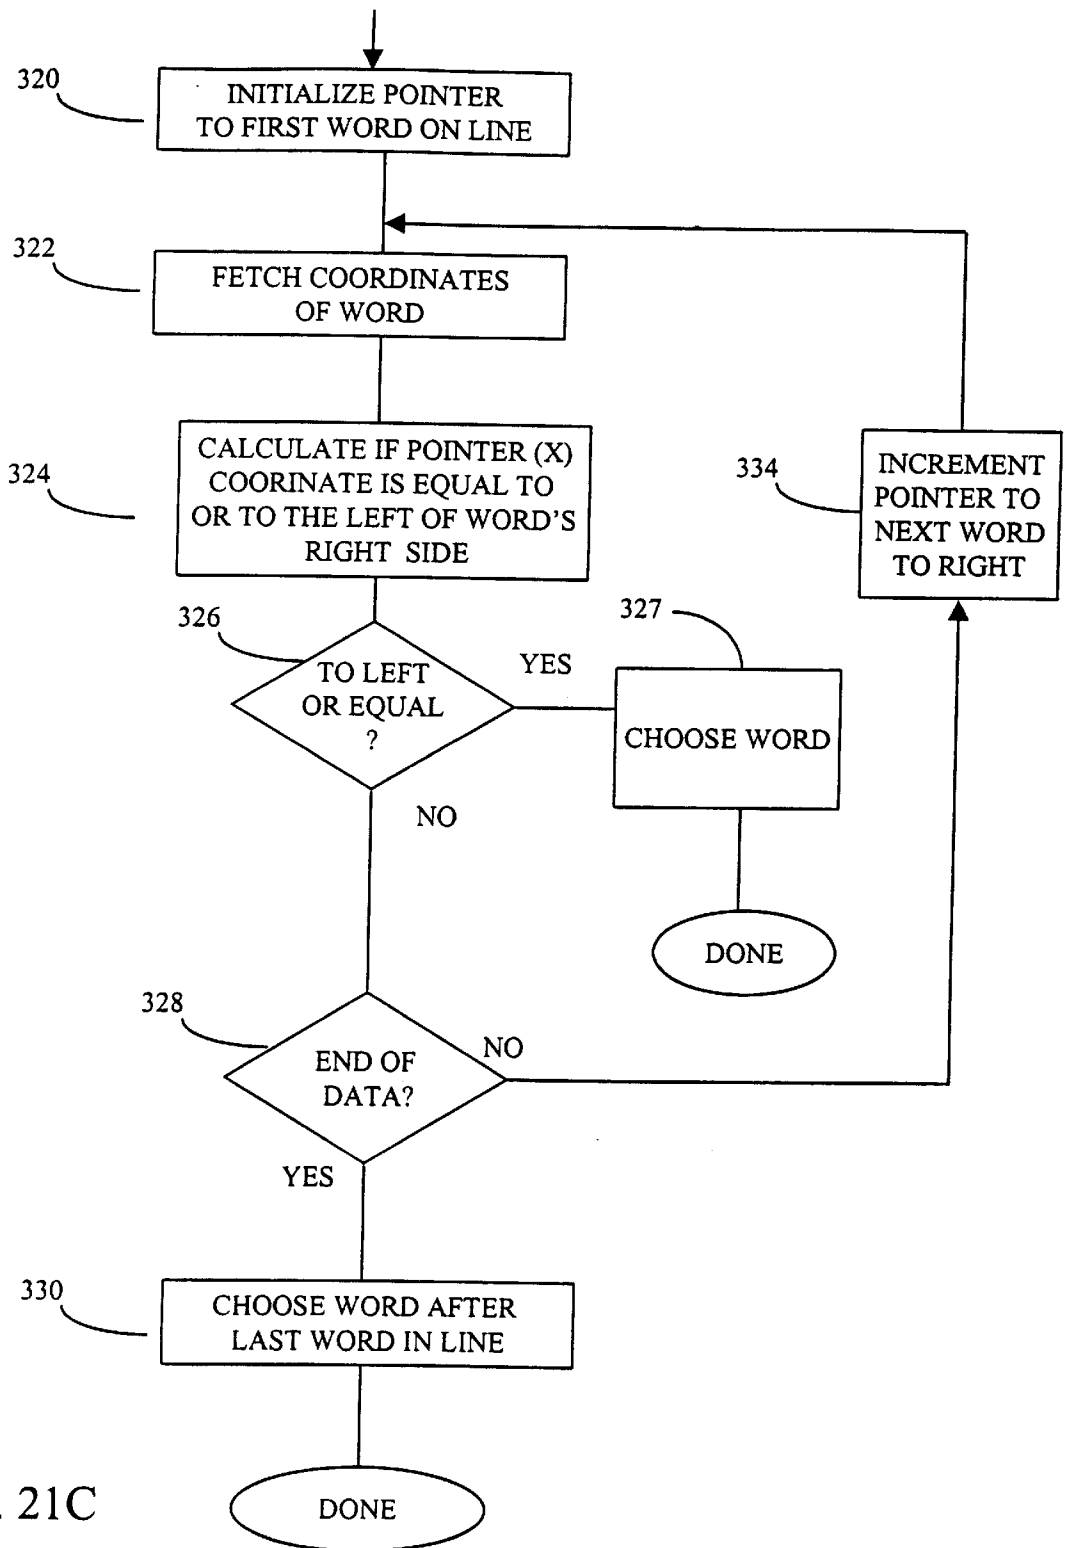 320
INITIALIZE POINTER
TO FIRST WORD ON LINE
322
FETCH COORDINATES
OF WORD
324
CALCULATE IF POINTER (X)
COORINATE IS EQUAL TO
OR TO THE LEFT OF WORD'S
RIGHT SIDE
334
INCREMENT
POINTER TO
NEXT WORD
TO RIGHT
326
TO LEFT
OR EQUAL
?
YES
327
CHOOSE WORD
NO
DONE
328
END OF
DATA?
NO
YES
330
CHOOSE WORD AFTER
LAST WORD IN LINE
DONE
. 21C